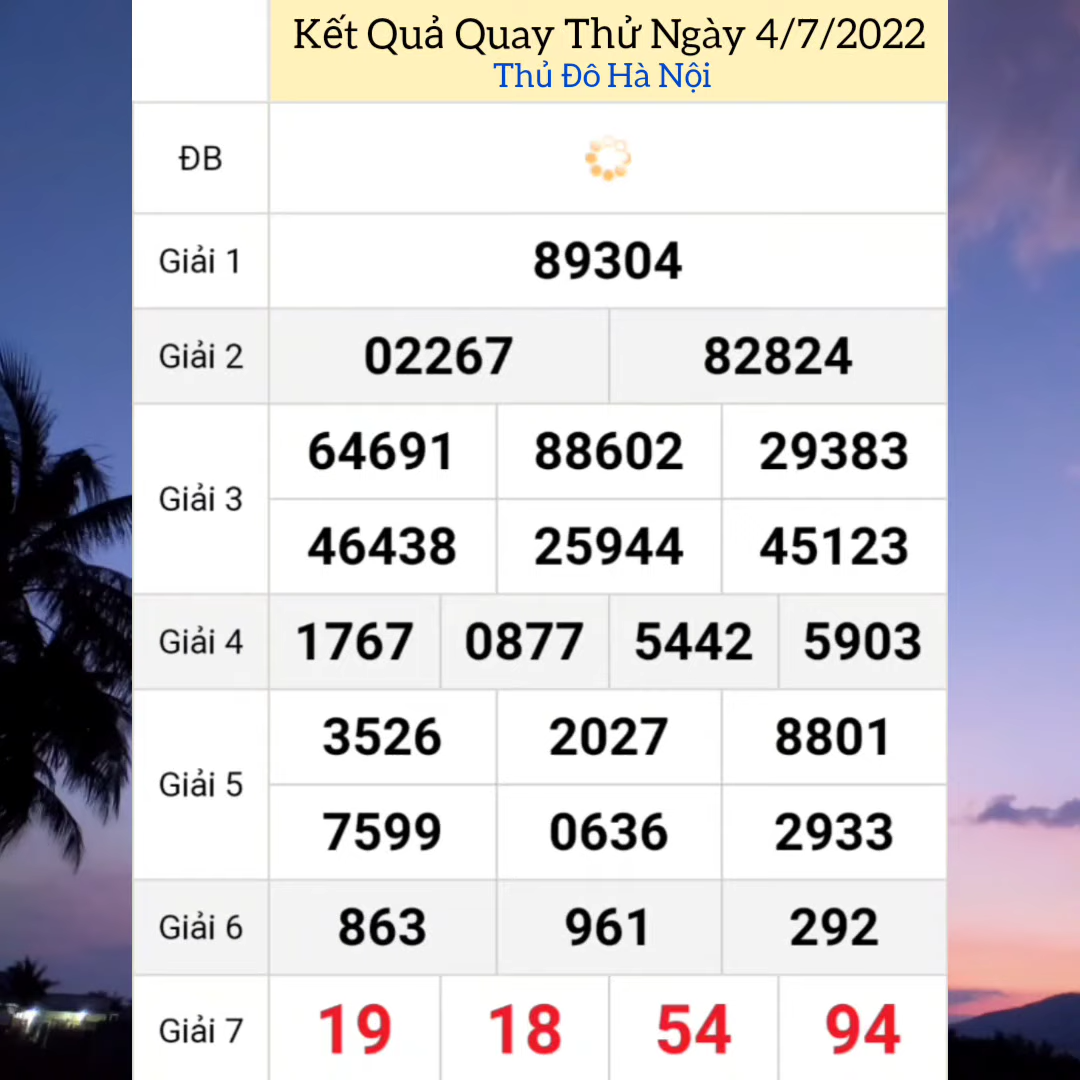 Kết Quả Quay Thử Ngày 4/7/2022
Thủ Đô Hà Nội
ĐB
Giải 1 89304
Giải 2 02267 82824
Giải 3
64691 88602 29383
46438 25944 45123
Giải 4 1767 0877 5442 5903
Giải 5
3526 2027 8801
7599 0636 2933
Giải 6 863 961 292
Giải 7 19 18 54 94